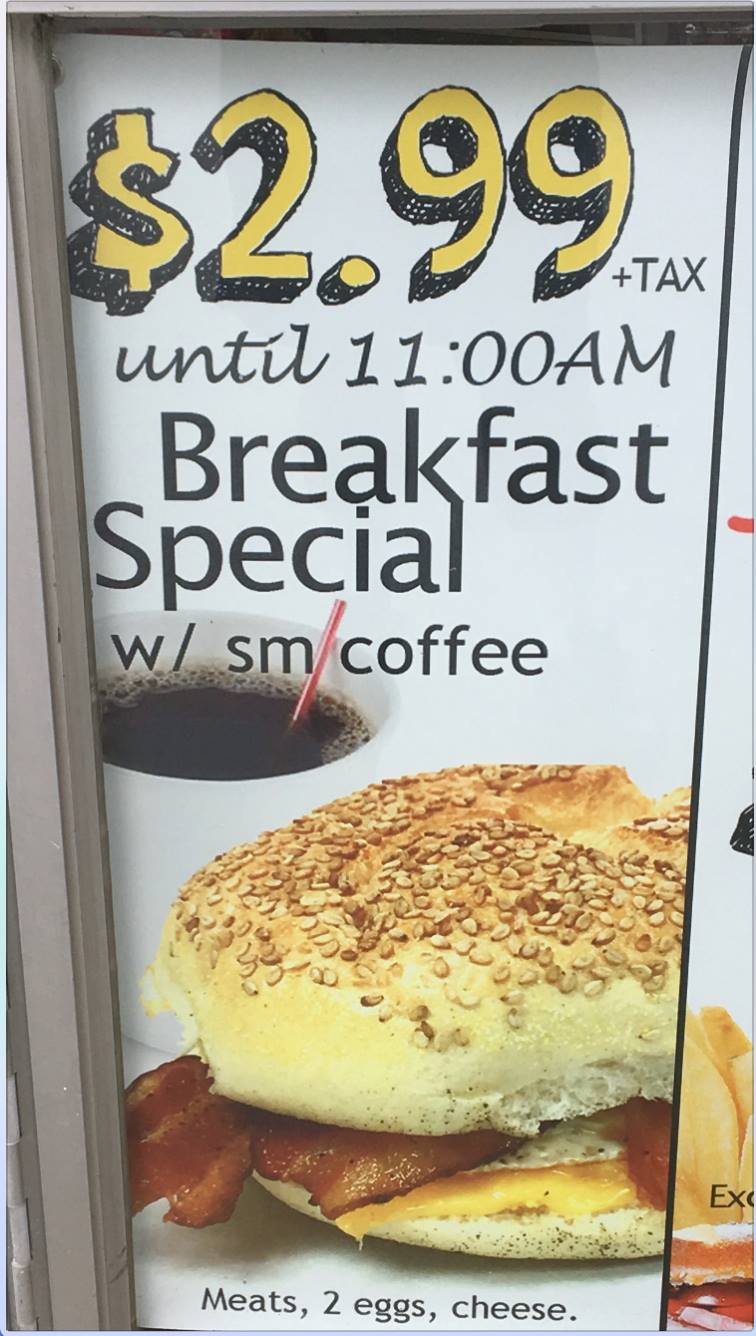 $2.99
+TAX
until 11:00AM
Breakfast
Special
w/ sm coffee
Meats, 2 eggs, cheese.